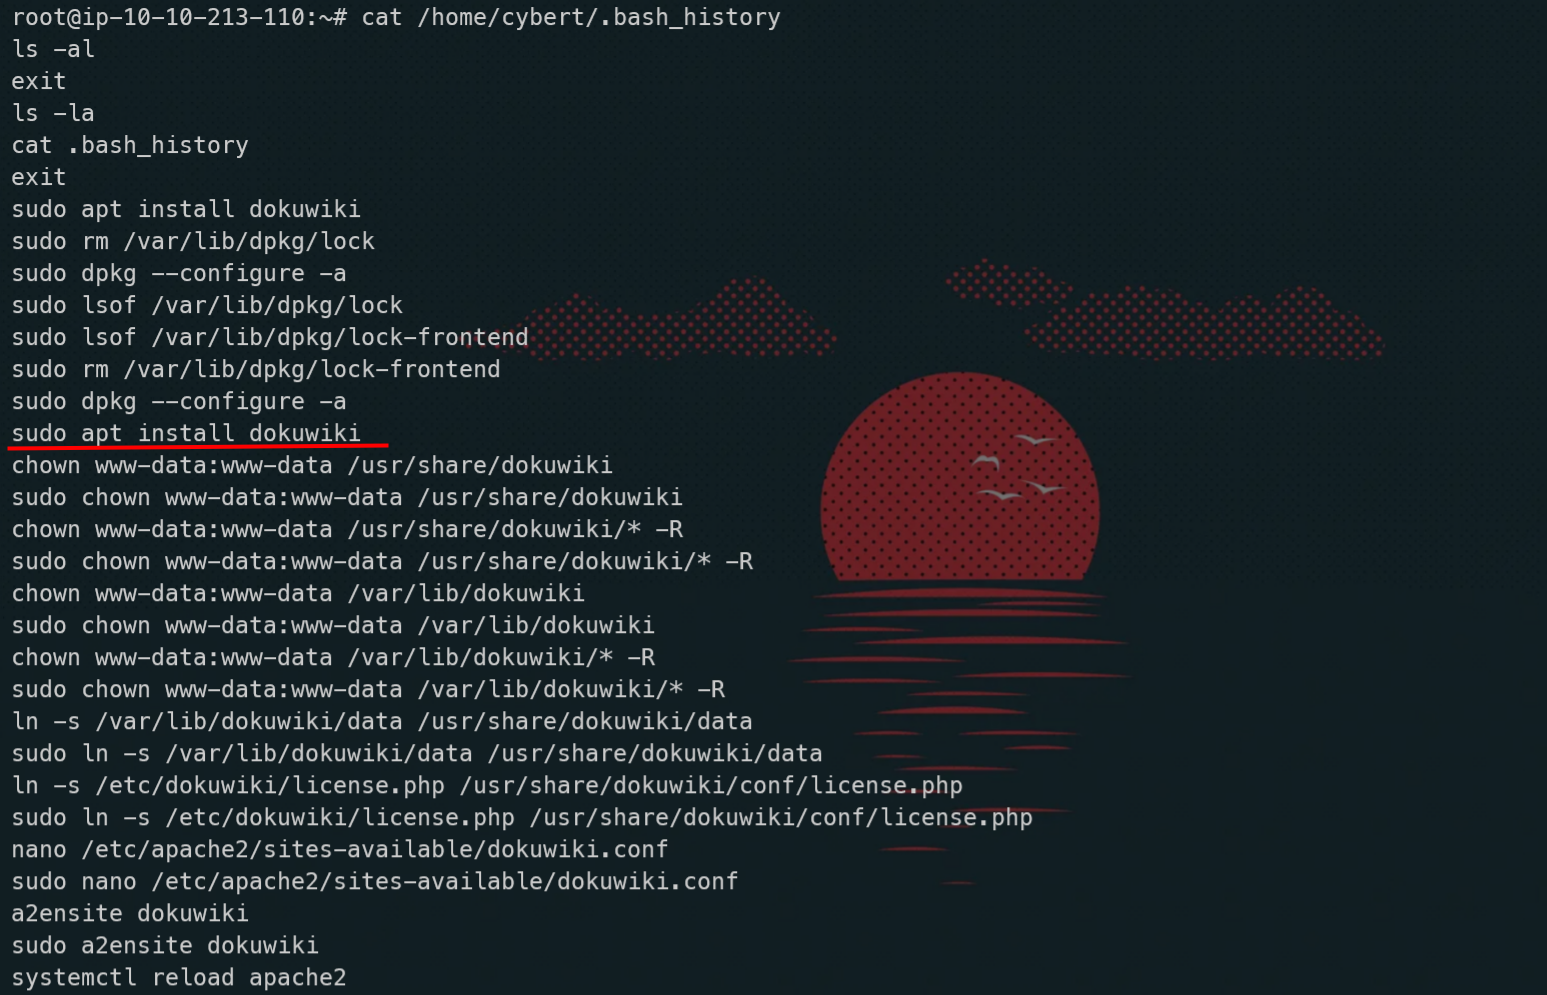 root@ip-10-10-213-110:~# cat /home/cybert/.bash_history
ls -al
exit
ls -la
cat .bash_history
exit
sudo apt install dokuwiki
sudo rm /var/lib/dpkg/lock
sudo dpkg --configure -a
sudo lsof /var/lib/dpkg/lock
sudo lsof /var/lib/dpkg/lock-frontend
sudo rm /var/lib/dpkg/lock-frontend
sudo dpkg --configure -a
sudo apt install dokuwiki
chown www-data:www-data /usr/share/dokuwiki
sudo chown www-data:www-data /usr/share/dokuwiki
chown www-data:www-data /usr/share/dokuwiki/* -R
sudo chown www-data:www-data /usr/share/dokuwiki/* -R
chown www-data:www-data /var/lib/dokuwiki
sudo chown www-data:www-data /var/lib/dokuwiki
chown www-data:www-data /var/lib/dokuwiki/* -R
sudo chown www-data:www-data /var/lib/dokuwiki/* -R
ln -s /var/lib/dokuwiki/data /usr/share/dokuwiki/data
sudo ln -s /var/lib/dokuwiki/data /usr/share/dokuwiki/data
ln -s /etc/dokuwiki/license.php /usr/share/dokuwiki/conf/license.php
sudo ln -s /etc/dokuwiki/license.php /usr/share/dokuwiki/conf/license.php
nano /etc/apache2/sites-available/dokuwiki.conf
sudo nano /etc/apache2/sites-available/dokuwiki.conf
a2ensite dokuwiki
sudo a2ensite dokuwiki
systemctl reload apache2